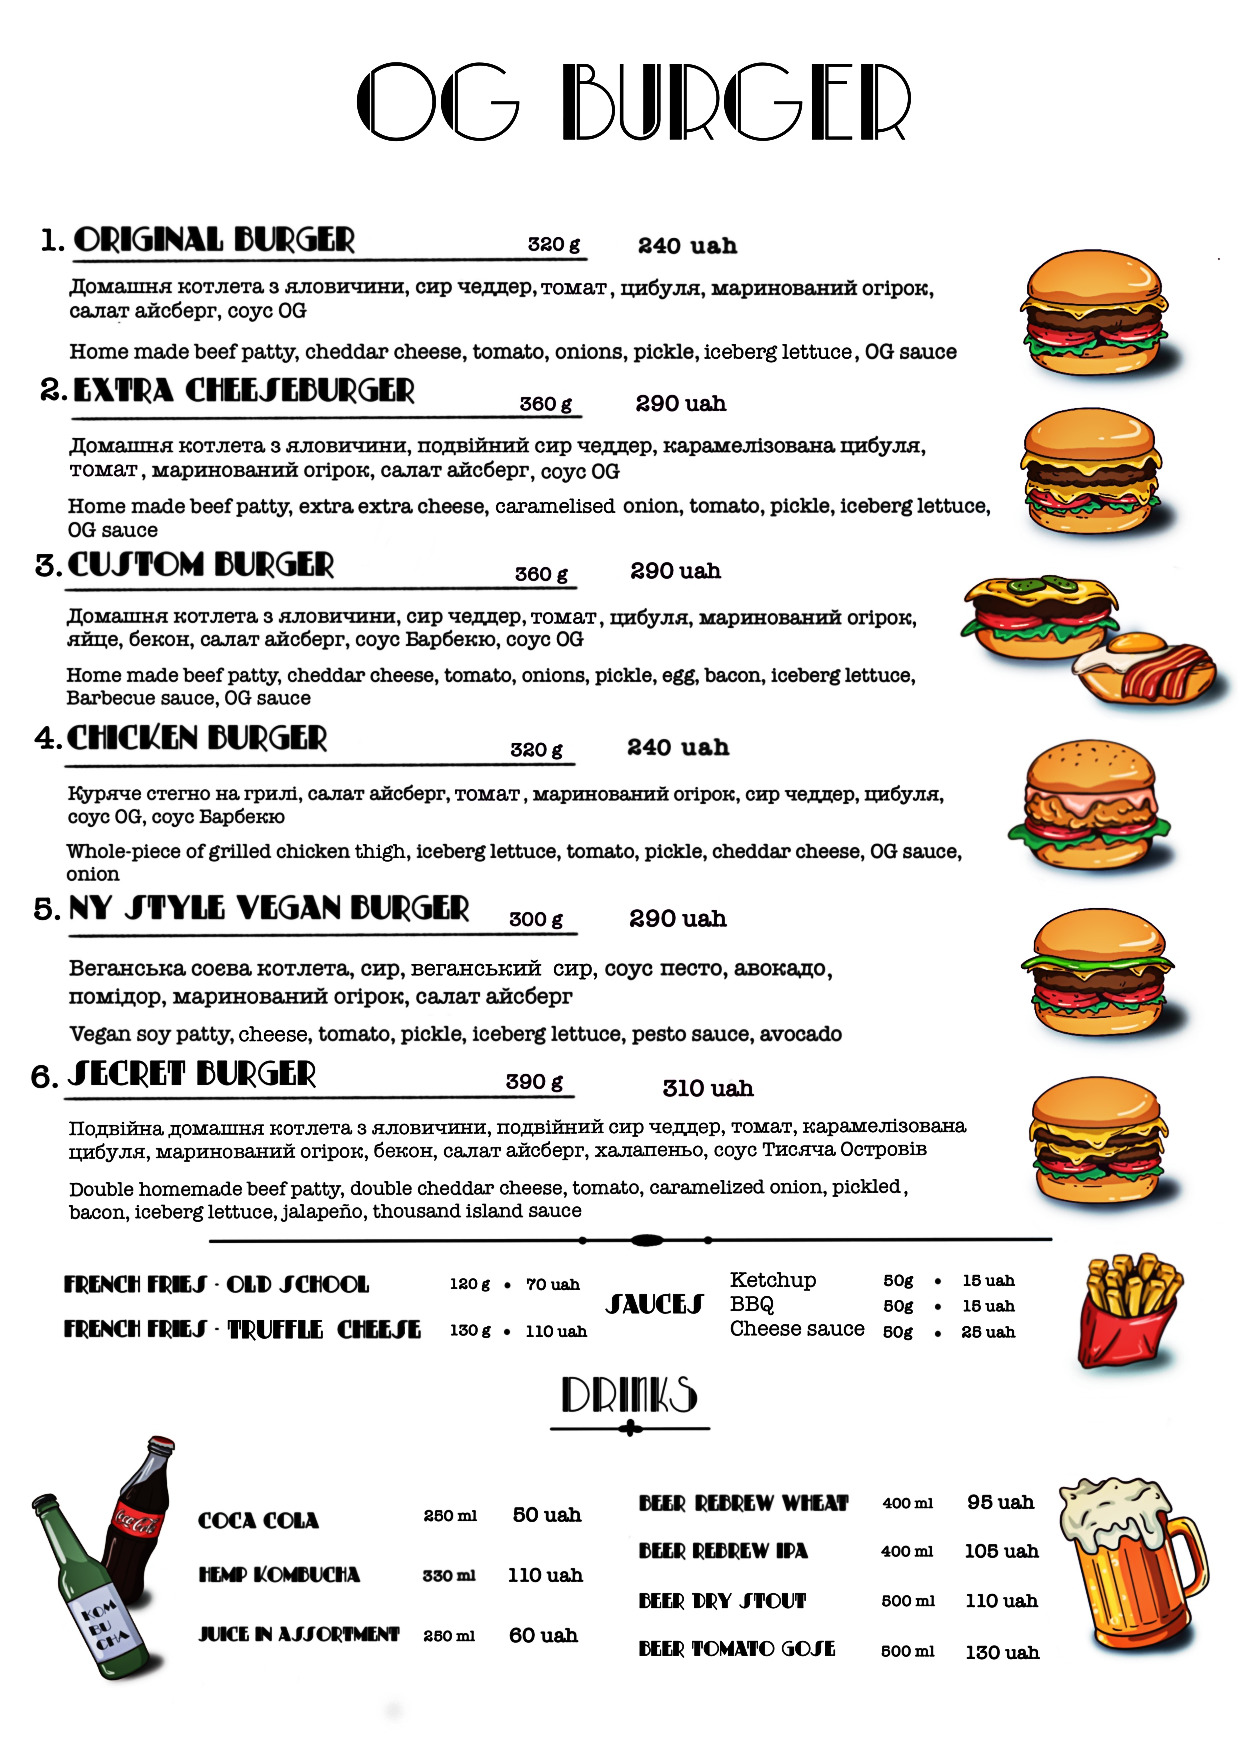 OG BURGER
1. ORIGINAL BURGER 320 g 240 uah
Домашня котлета з яловичини, сир чеддер, томат, цибуля, маринований огірок,
салат айсберг, соус OG
Home made beef patty, cheddar cheese, tomato, onions, pickle, iceberg lettuce, OG sauce
2. EXTRA CHEESEBURGER 360 g 290 uah
Домашня котлета з яловичини, подвійний сир чеддер, карамелізована цибуля,
томат, маринований огірок, салат айсберг, соус OG
Home made beef patty, extra extra cheese, caramelised onion, tomato, pickle, iceberg lettuce,
OG sauce
3. CUSTOM BURGER 360 g 290 uah
Домашня котлета з яловичини, сир чеддер, томат, цибуля, маринований огірок,
яйце, бекон, салат айсберг, соус Барбекю, соус OG
Home made beef patty, cheddar cheese, tomato, onions, pickle, egg, bacon, iceberg lettuce,
Barbecue sauce, OG sauce
4. CHICKEN BURGER 320 g 240 uah
Куряче стегно на грилі, салат айсберг, томат, маринований огірок, сир чеддер, цибуля,
соус OG, соус Барбекю
Whole-piece of grilled chicken thigh, iceberg lettuce, tomato, pickle, cheddar cheese, OG sauce,
onion
5. NY STYLE VEGAN BURGER 300 g 290 uah
Веганська соєва котлета, сир, веганський сир, соус песто, авокадо,
помідор, маринований огірок, салат айсберг
Vegan soy patty, cheese, tomato, pickle, iceberg lettuce, pesto sauce, avocado
6. SECRET BURGER 390 g 310 uah
Подвійна домашня котлета з яловичини, подвійний сир чеддер, томат, карамелізована
цибуля, маринований огірок, бекон, салат айсберг, халапеньо, соус Тисяча Островів
Double homemade beef patty, double cheddar cheese, tomato, caramelized onion, pickled,
bacon, iceberg lettuce, jalapeño, thousand island sauce
FRENCH FRIES · OLD SCHOOL 120 g • 70 uah
FRENCH FRIES · TRUFFLE CHEESE 130 g • 110 uah
SAUCES
Ketchup 50g • 15 uah
BBQ 50g • 15 uah
Cheese sauce 50g • 25 uah
DRINKS
COCA COLA 250 ml 50 uah
HEMP KOMBUCHA 330 ml 110 uah
JUICE IN ASSORTMENT 250 ml 60 uah
BEER REBREW WHEAT 400 ml 95 uah
BEER REBREW IPA 400 ml 105 uah
BEER DRY STOUT 500 ml 110 uah
BEER TOMATO GOSE 500 ml 130 uah
Coca-Cola
KOM
BU
CHA